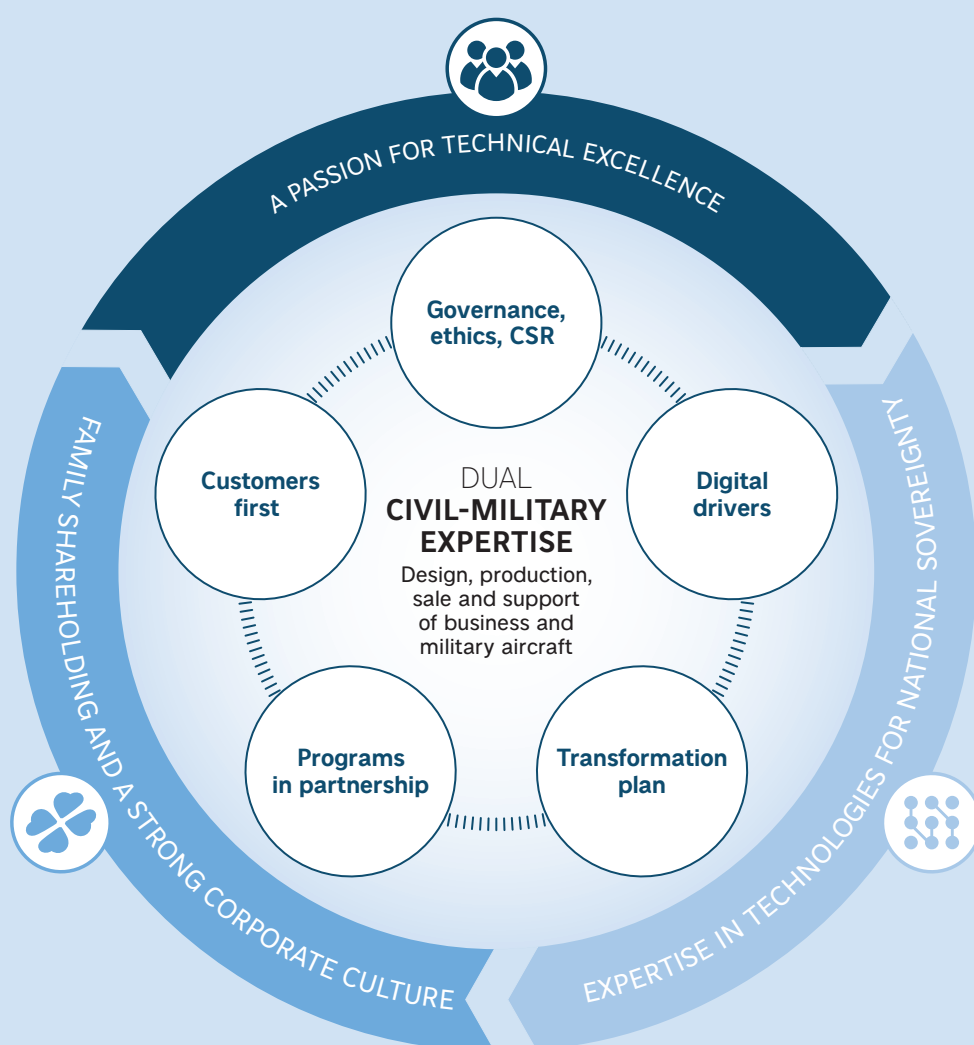 A PASSION FOR TECHNICAL EXCELLENCE
Governance,
ethics, CSR
Customers
first
Digital
drivers
DUAL
CIVIL-MILITARY
EXPERTISE
Design, production,
sale and support
of business and
military aircraft
Programs
in partnership
Transformation
plan
FAMILY SHAREHOLDING AND A STRONG CORPORATE CULTURE
EXPERTISE IN TECHNOLOGIES FOR NATIONAL SOVEREIGNTY